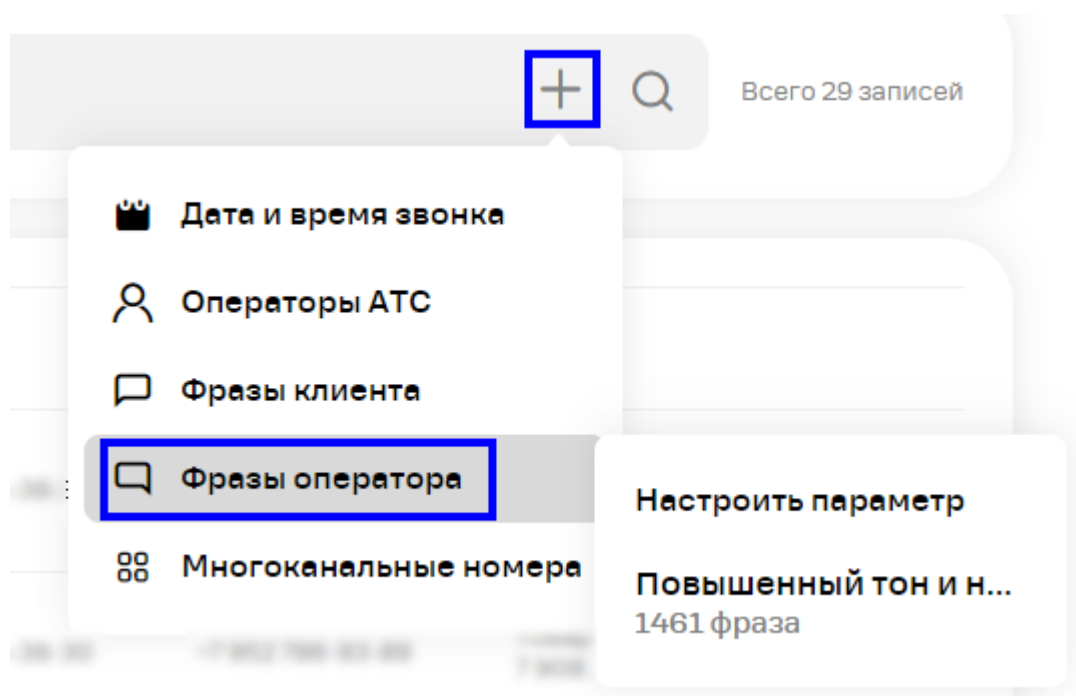 Всего 29 записей
Дата и время звонка
Операторы АТС
Фразы клиента
Фразы оператора
Настроить параметр
Многоканальные номера
Повышенный тон и н...
1461 фраза